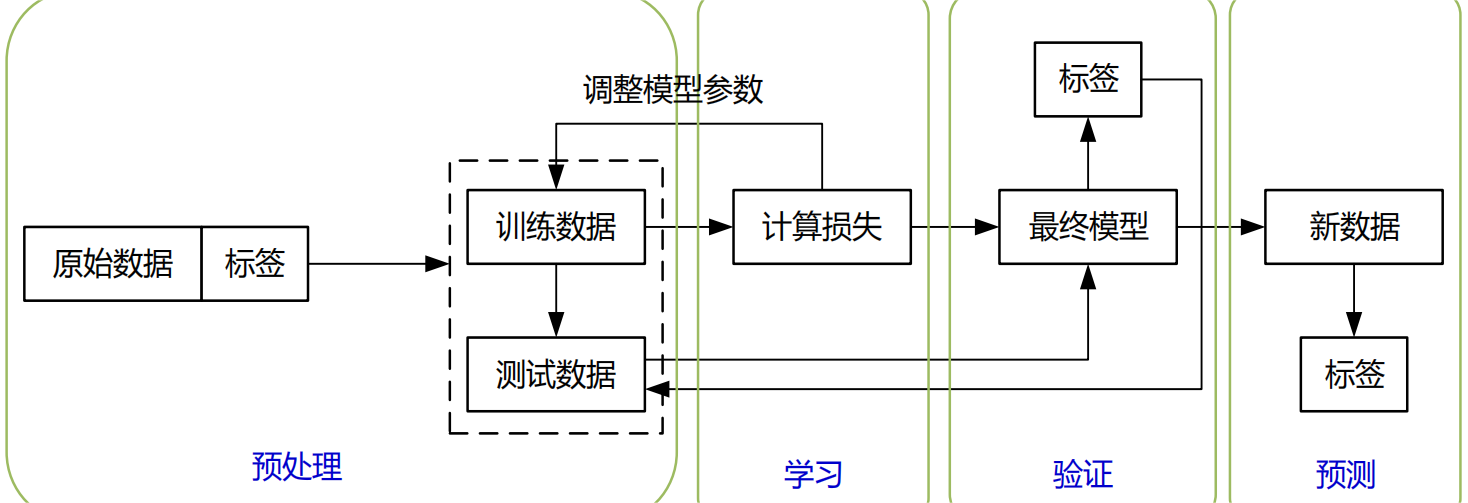 标签
调整模型参数
训练数据
计算损失
最终模型
新数据
原始数据
标签
测试数据
标签
预处理
学习
验证
预测